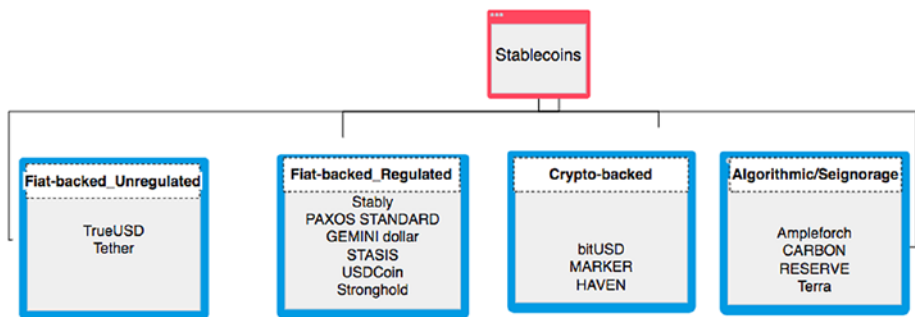 Stablecoins
Fiat-backed_Unregulated
TrueUSD
Tether
Fiat-backed_Regulated
Stably
PAXOS STANDARD
GEMINI dollar
STASIS
USDCoin
Stronghold
Crypto-backed
bitUSD
MARKER
HAVEN
Algorithmic/Seignorage
Ampleforch
CARBON
RESERVE
Terra